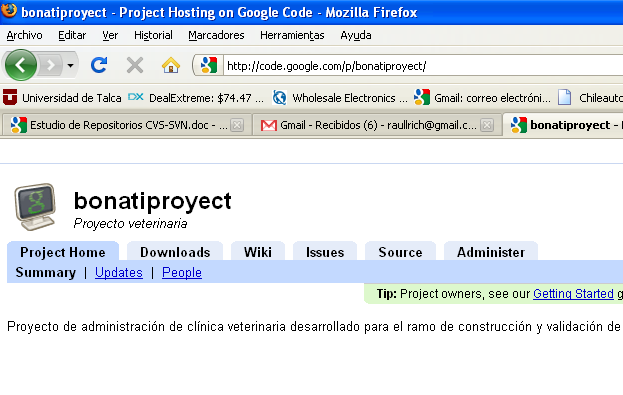 bonatiproyect - Project Hosting on Google Code - Mozilla Firefox
Archivo Editar Ver Historial Marcadores Herramientas Ayuda
http://code.google.com/p/bonatiproyect/
Universidad de Talca DX DealExtreme: $74.47 ... Wholesale Electronics ... Gmail: correo electróni... Chileauto
Estudio de Repositorios CVS-SVN.doc - ... Gmail - Recibidos (6) - raullrich@gmail.c... bonatiproyect -
bonatiproyect
Proyecto veterinaria
Project Home Downloads Wiki Issues Source Administer
Summary | Updates | People
Tip: Project owners, see our Getting Started g
Proyecto de administración de clínica veterinaria desarrollado para el ramo de construcción y validación de